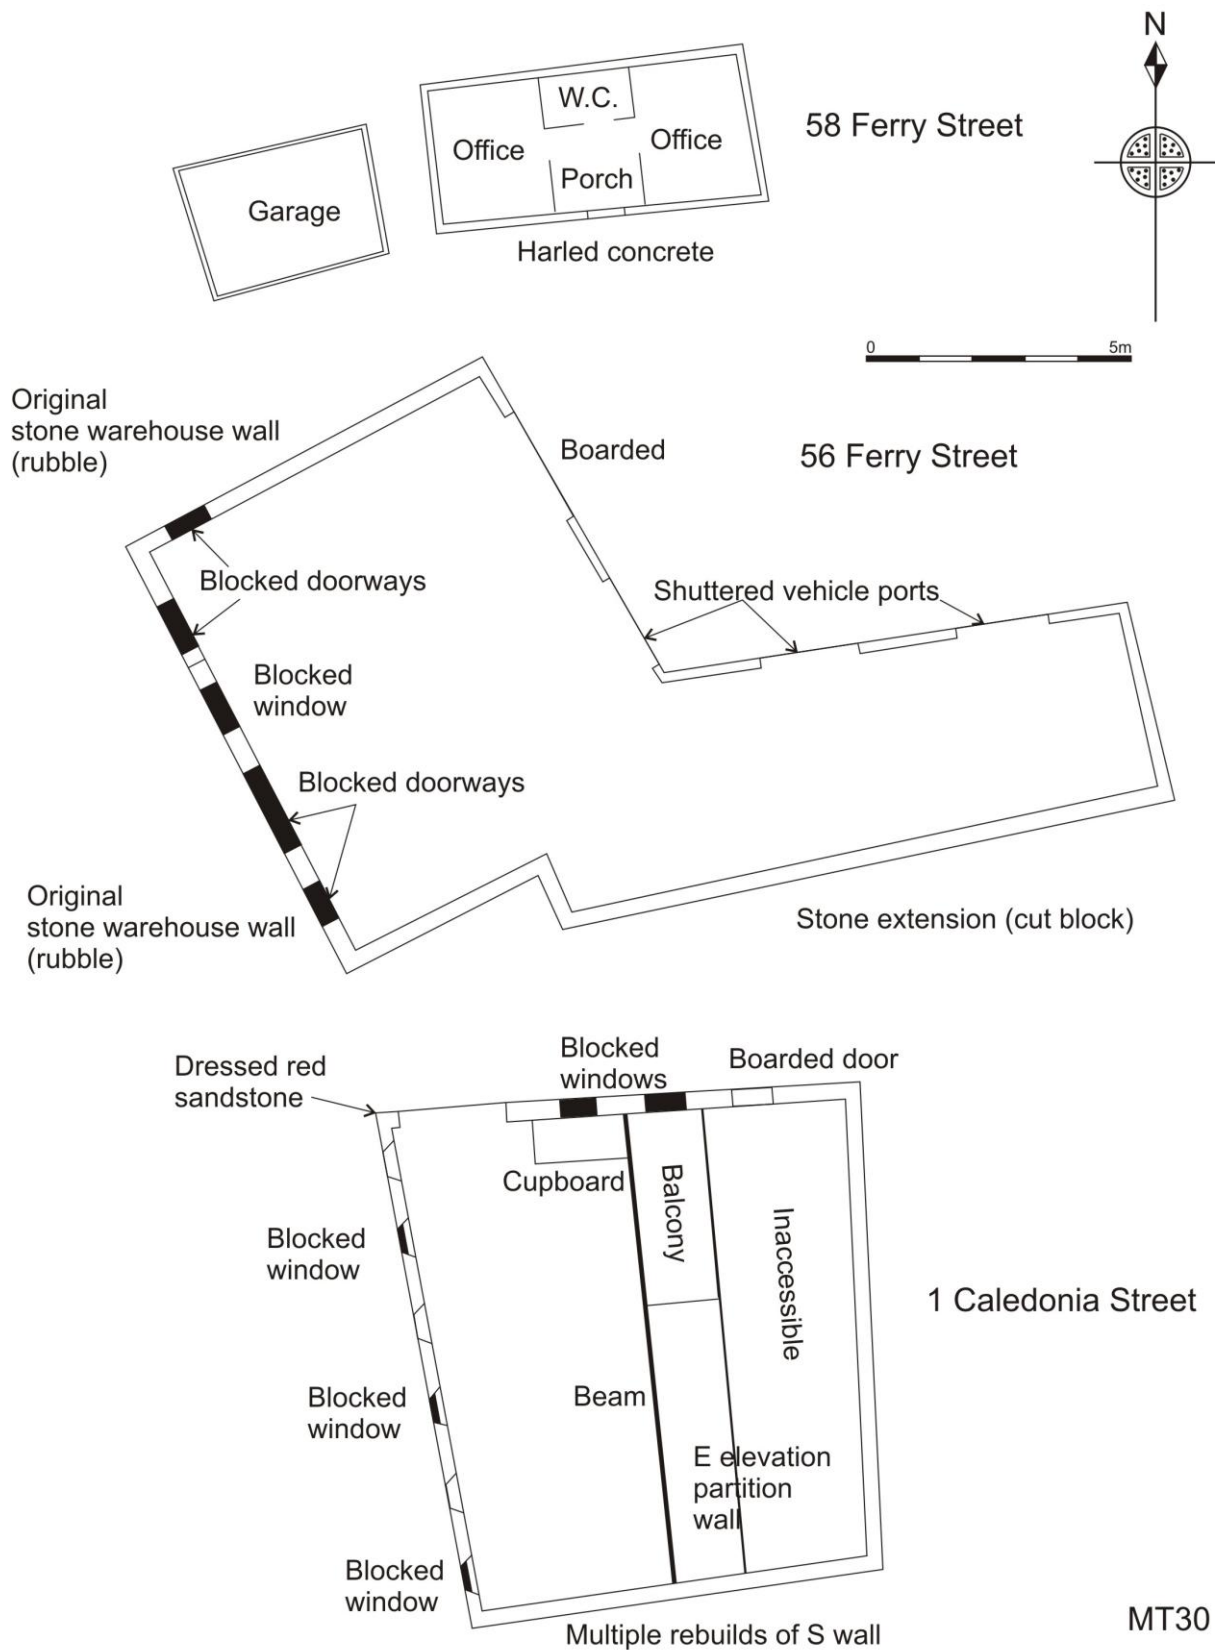 N
W.C.
58 Ferry Street
Office
Office
Porch
Garage
Harled concrete
0
5m
Original
stone warehouse wall
(rubble)
Boarded
56 Ferry Street
Blocked doorways
Shuttered vehicle ports
Blocked
window
Blocked doorways
Original
stone warehouse wall
(rubble)
Stone extension (cut block)
Dressed red
sandstone
Blocked
windows
Boarded door
Cupboard
Balcony
Inaccessible
Blocked
window
1 Caledonia Street
Blocked
window
Beam
E elevation
partition
wall
Blocked
window
Multiple rebuilds of S wall
MT30